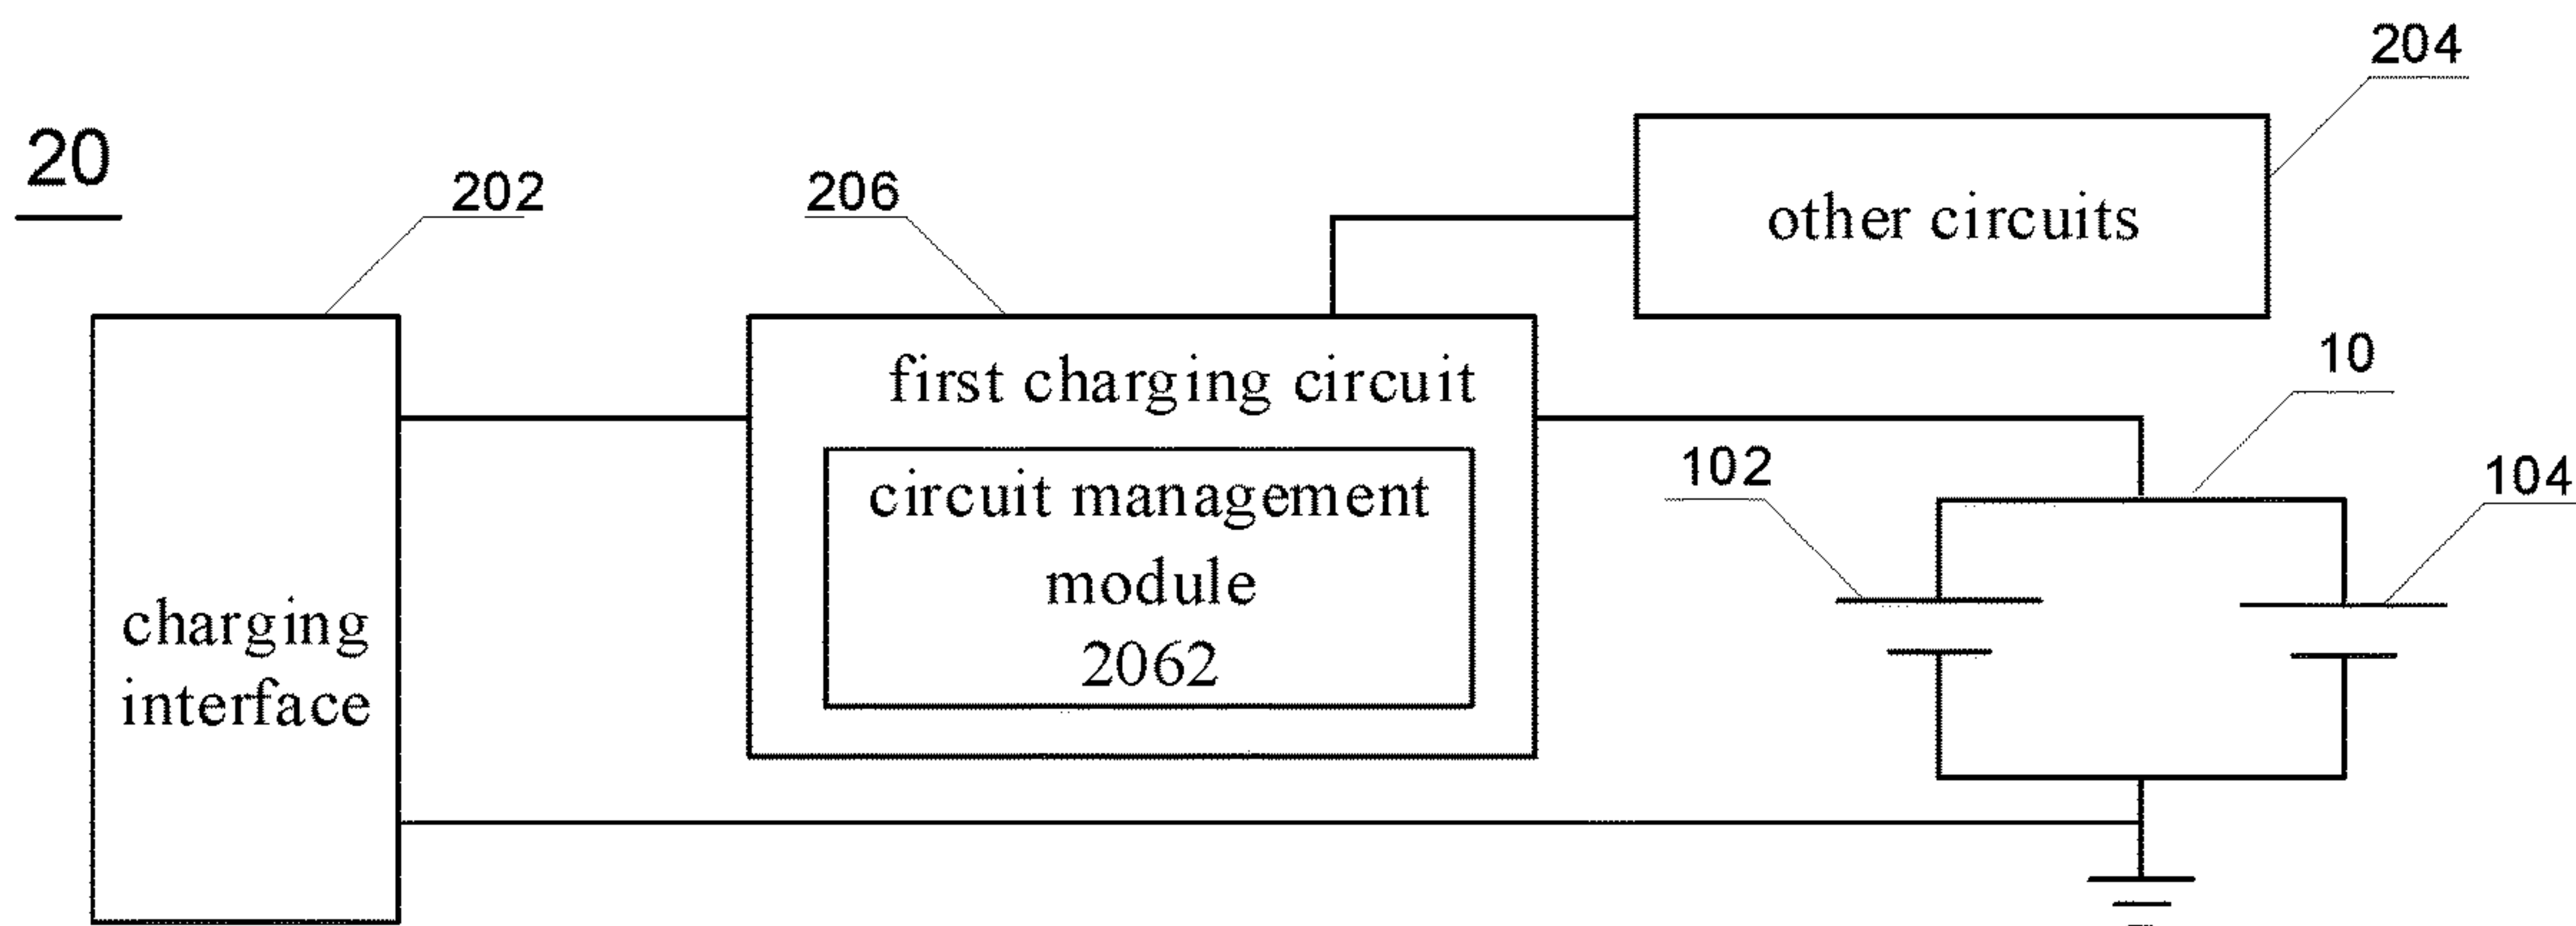 204
20
202
206
other circuits
10
first charging circuit
102
104
circuit management
module
2062
charging
interface